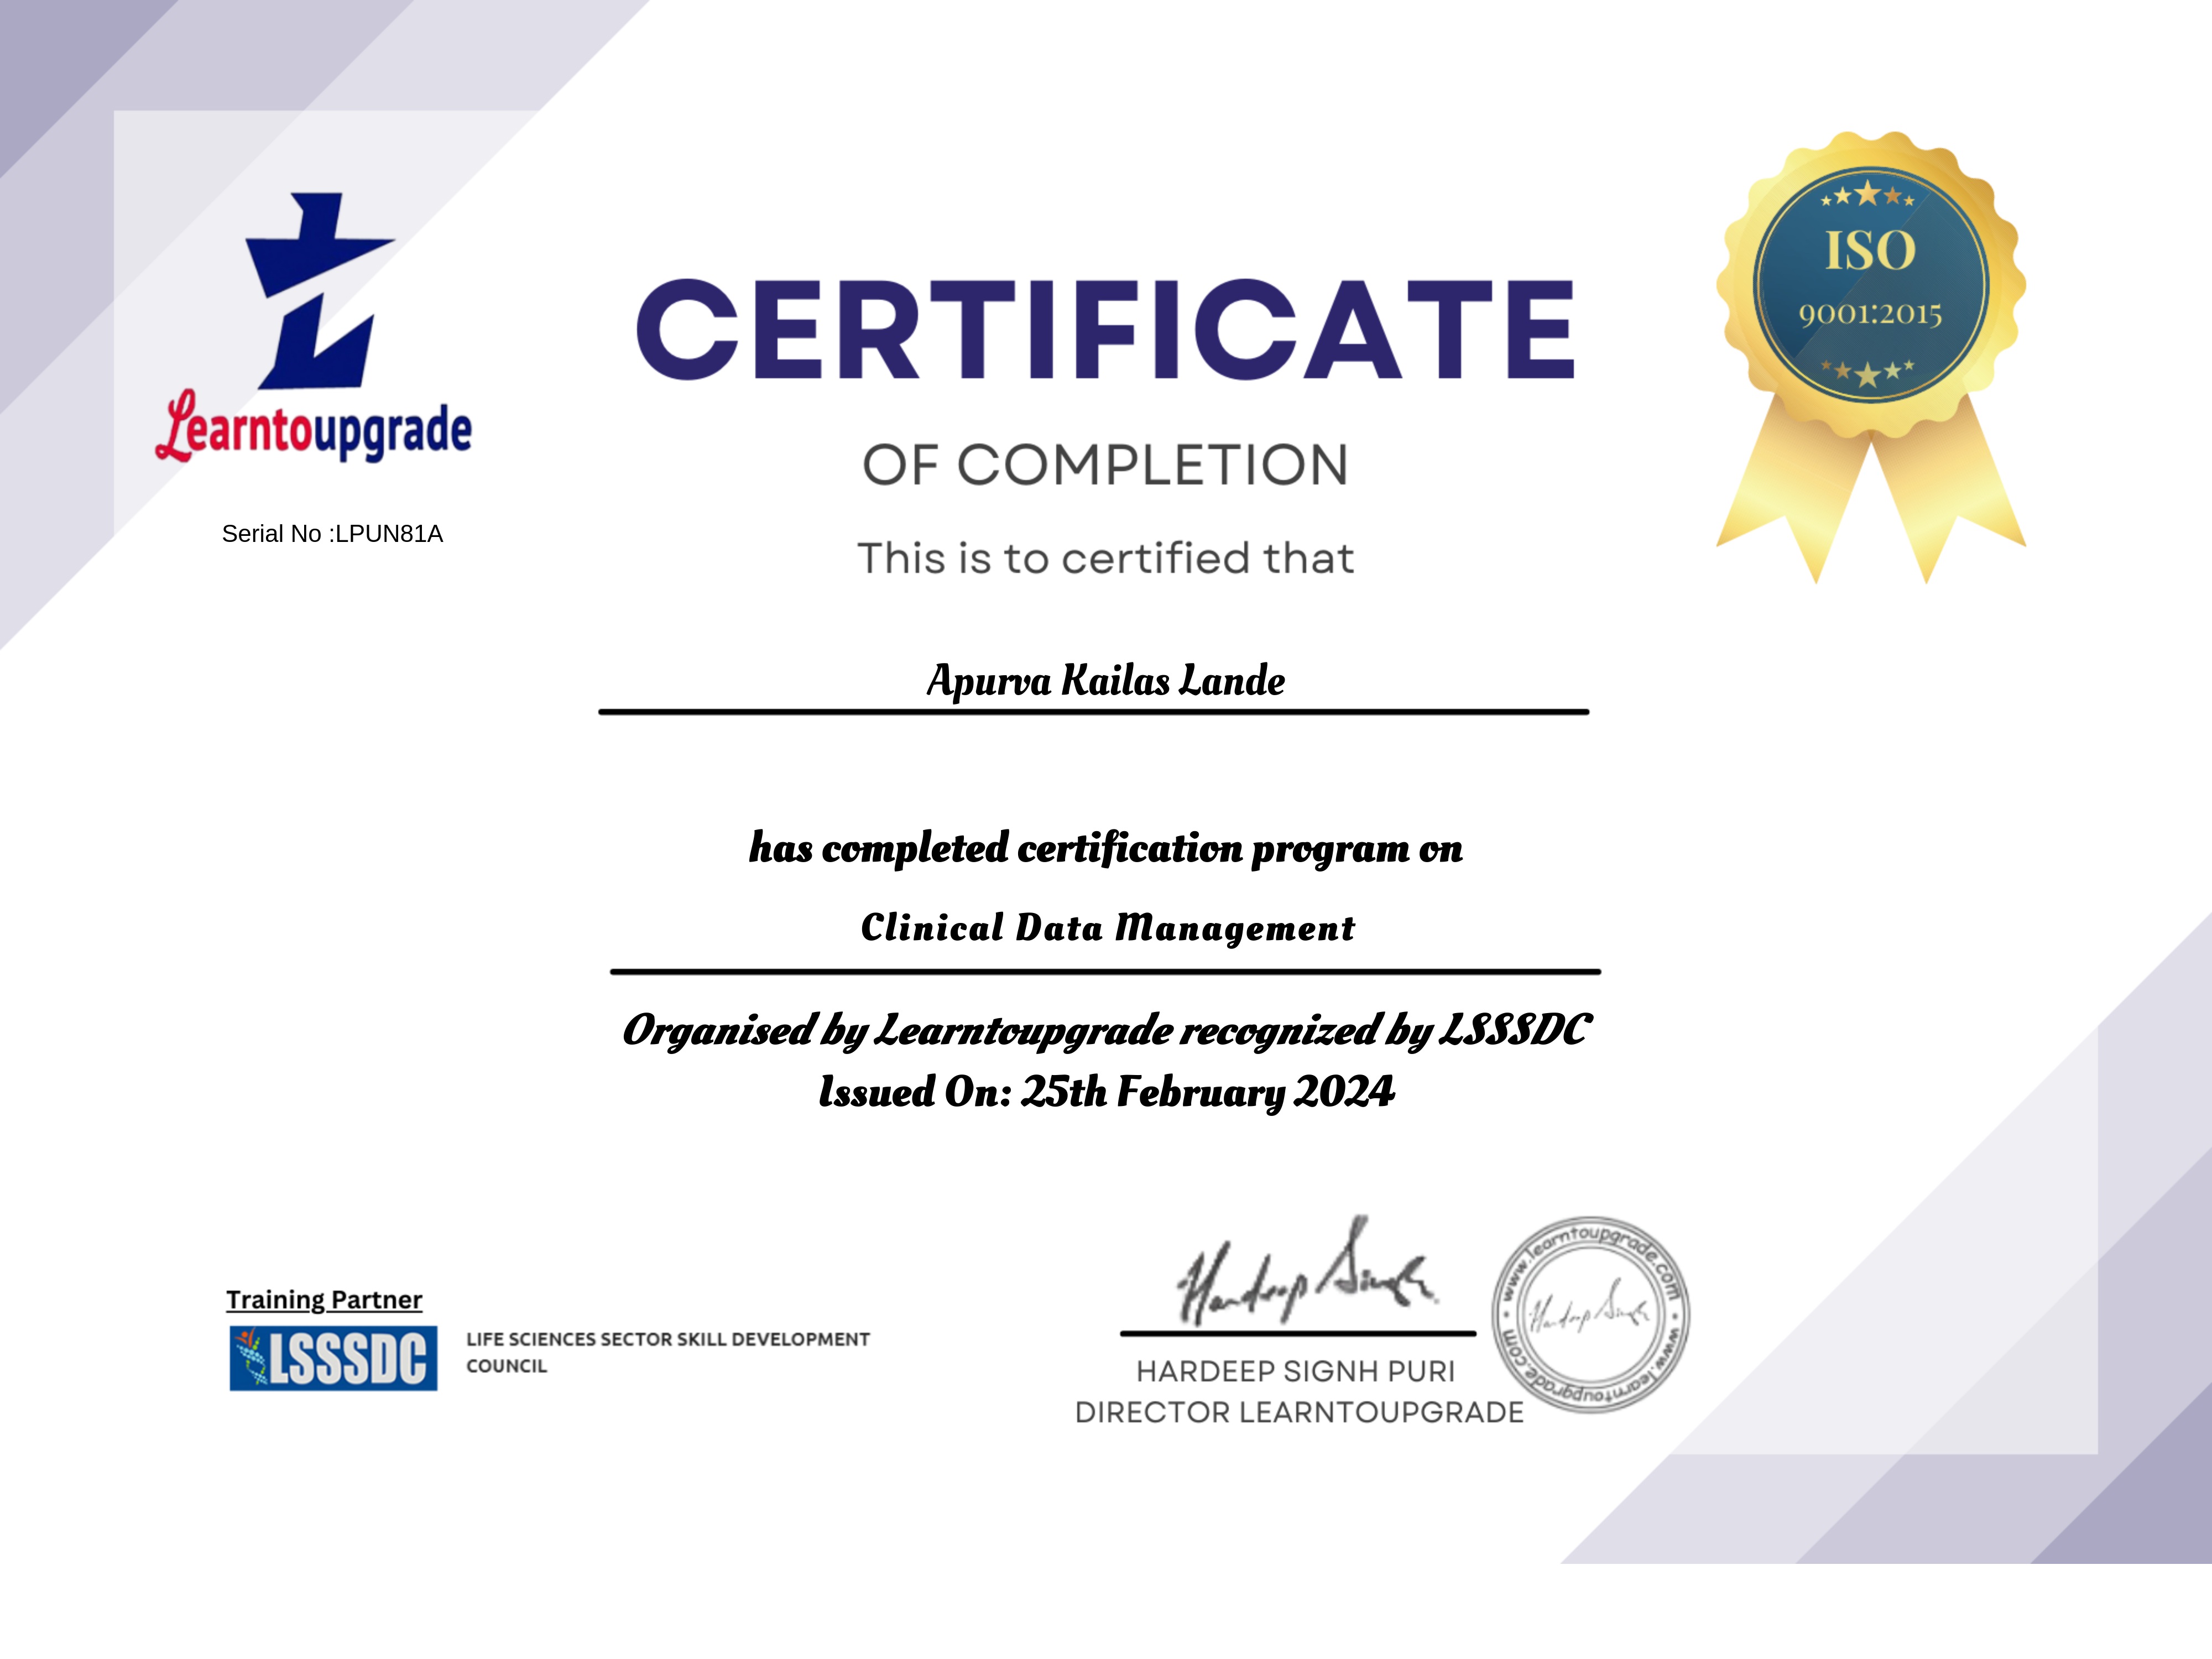 Learntoupgrade
Serial No :LPUN81A
ISO
9001:2015
CERTIFICATE
OF COMPLETION
This is to certified that
Apurva Kailas Lande
has completed certification program on
Clinical Data Management
Organised by Learntoupgrade recognized by LSSSDC
Issued On: 25th February 2024
Training Partner
LSSSDC
LIFE SCIENCES SECTOR SKILL DEVELOPMENT
COUNCIL
Hardeep Singh
HARDEEP SIGNH PURI
DIRECTOR LEARNTOUPGRADE
www.learntoupgrade.com • www.learntoupgrade.com •
Hardeep Singh